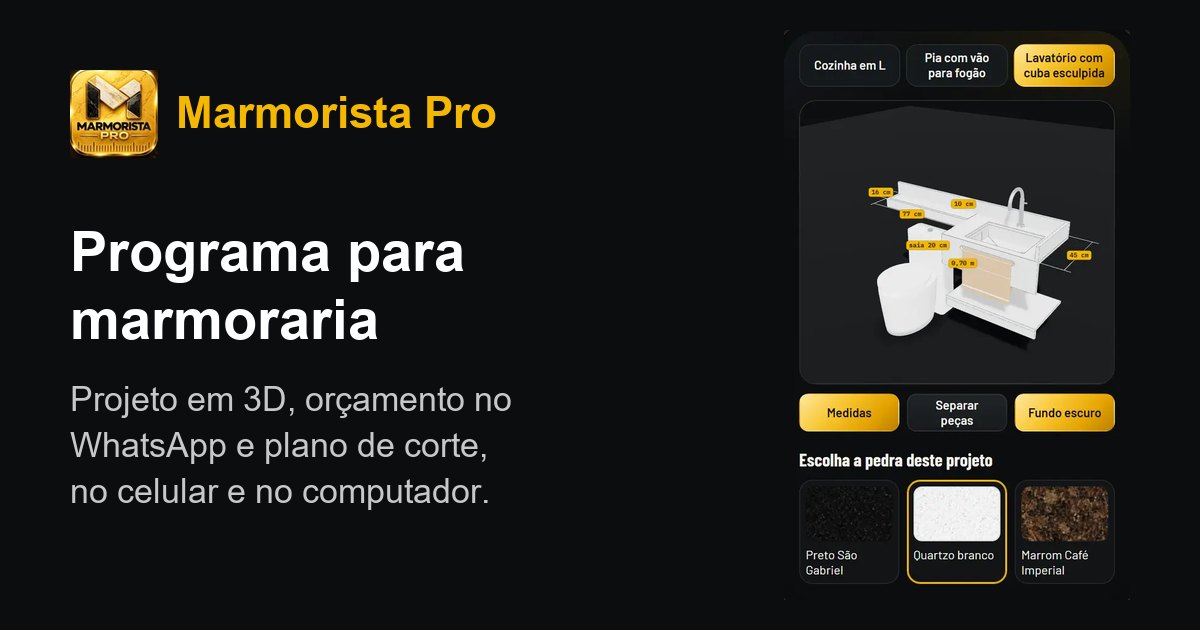 MARMORISTA
PRO
Marmorista Pro
Programa para
marmoraria
Projeto em 3D, orçamento no
WhatsApp e plano de corte,
no celular e no computador.
Cozinha em L
Pia com vão
para fogão
Lavatório com
cuba esculpida
16 cm
10 cm
77 cm
saia 20 cm
45 cm
0,70 m
Medidas
Separar
peças
Fundo escuro
Escolha a pedra deste projeto
Preto São
Gabriel
Quartzo branco
Marrom Café
Imperial